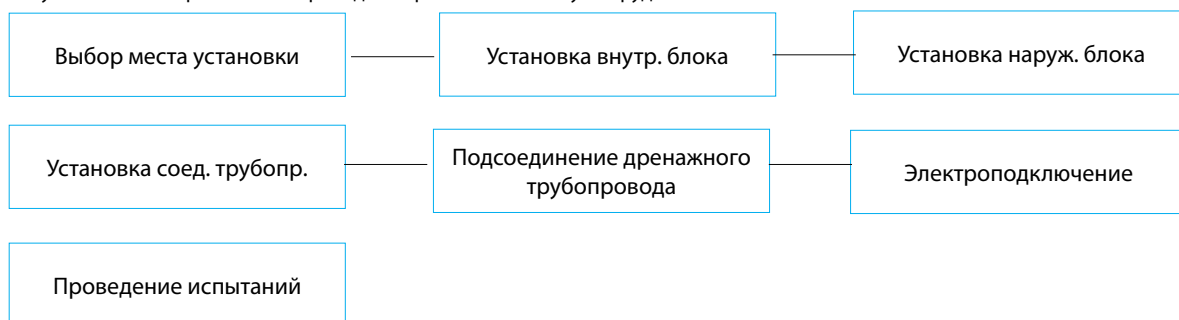 Выбор места установки
Установка внутр. блока
Установка наруж. блока
Установка соед. трубопр.
Подсоединение дренажного
трубопровода
Электроподключение
Проведение испытаний